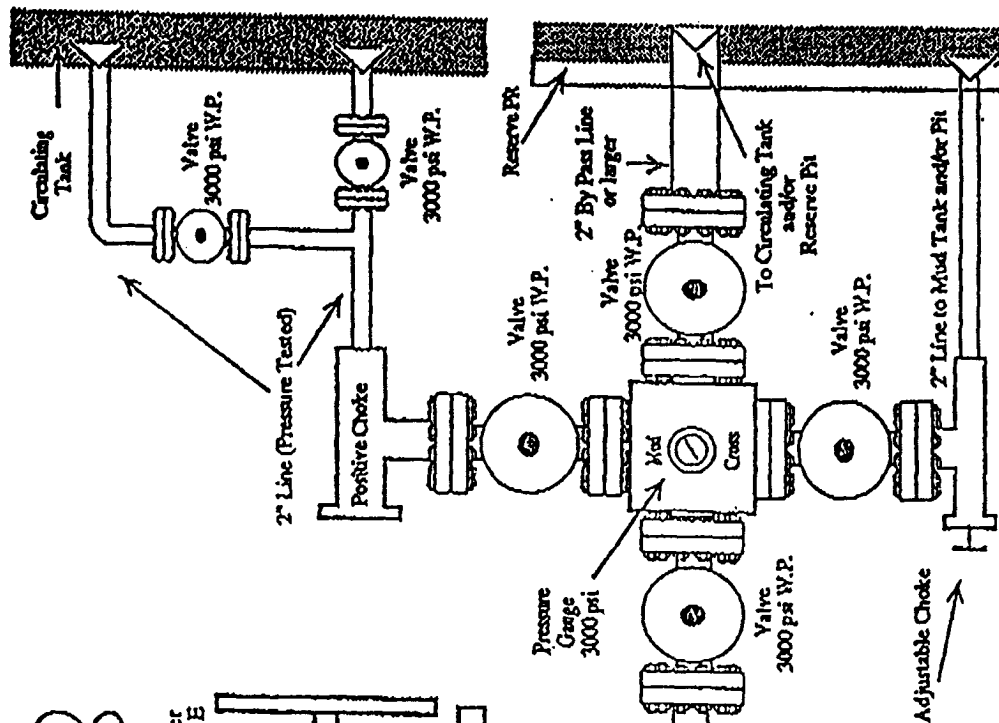 Circulating
Tank
Valve
3000 psi W.P.
Valve
3000 psi W.P.
2" Line (Pressure Tested)
Positive Choke
Valve
3000 psi W.P.
Reserve Pit
2" By Pass Line
or larger
Valve
3000 psi W.P.
To Circulating Tank
and/or
Reserve Pit
Mud
Cross
Pressure
Gauge
3000 psi
Valve
3000 psi W.P.
Valve
3000 psi W.P.
2" Line to Mud Tank and/or Pit
Adjustable Choke
er
E